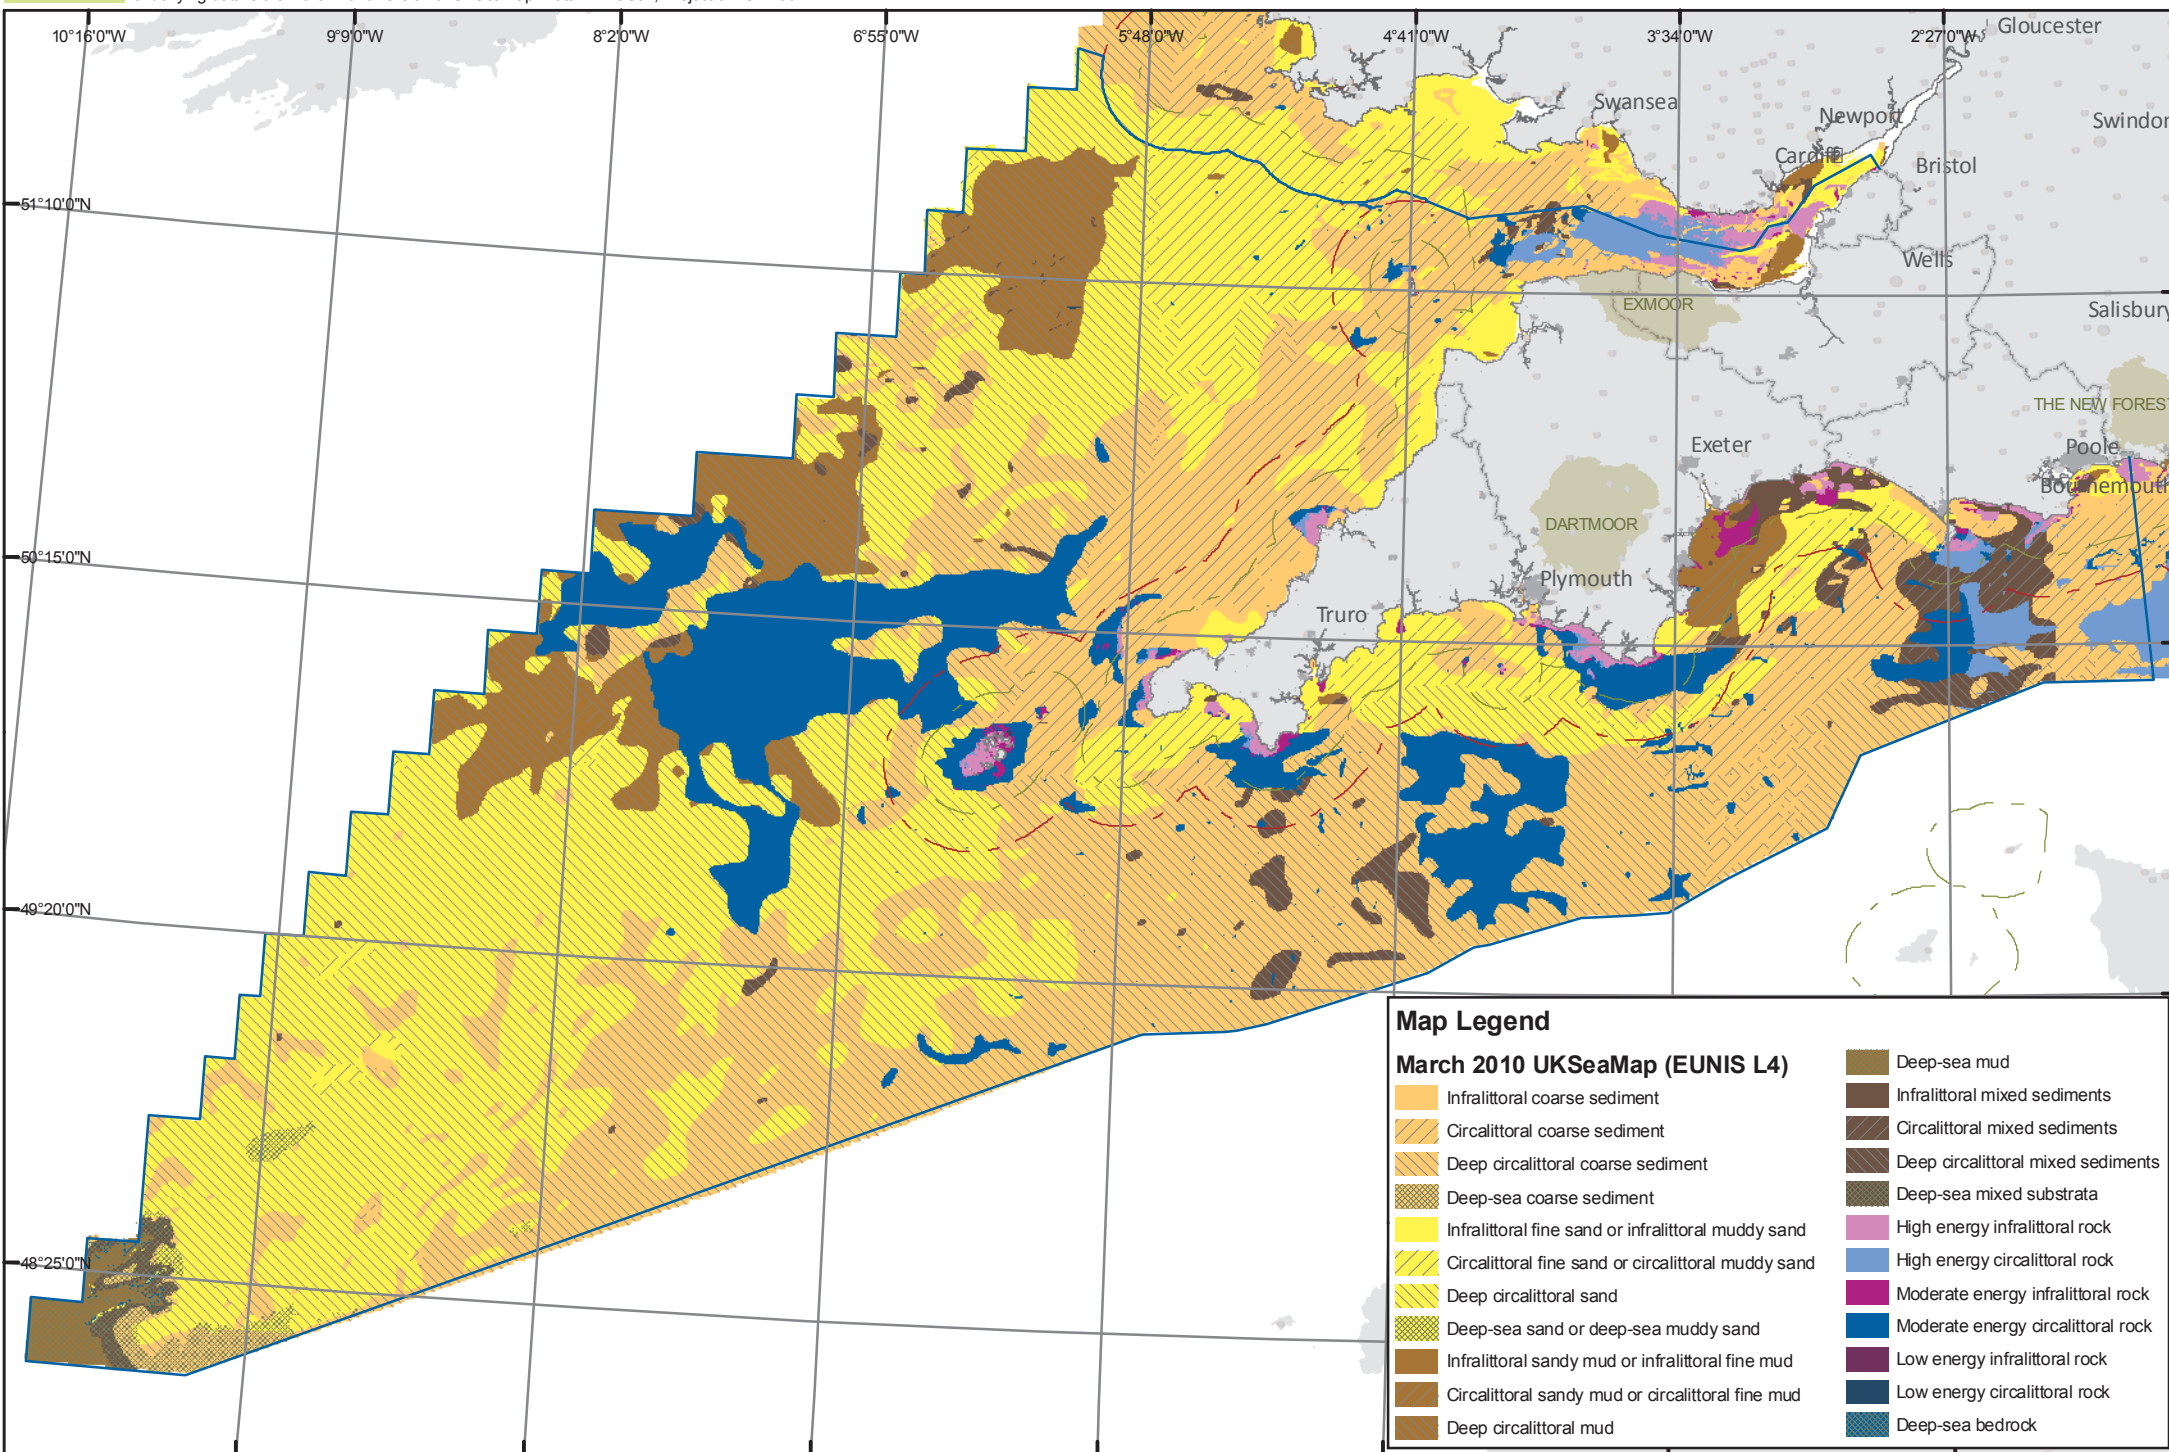 10°16'0"W
9°9'0"W
8°2'0"W
6°55'0"W
5°48'0"W
4°41'0"W
3°34'0"W
2°27'0"W
Gloucester
Swansea
Newport
Swindon
Cardiff
Bristol
51°10'0"N
Wells
EXMOOR
Salisbury
THE NEW FOREST
Exeter
Poole
Bournemouth
DARTMOOR
50°15'0"N
Plymouth
Truro
49°20'0"N
48°25'0"N
Map Legend
March 2010 UKSeaMap (EUNIS L4)
Infralittoral coarse sediment
Circalittoral coarse sediment
Deep circalittoral coarse sediment
Deep-sea coarse sediment
Infralittoral fine sand or infralittoral muddy sand
Circalittoral fine sand or circalittoral muddy sand
Deep circalittoral sand
Deep-sea sand or deep-sea muddy sand
Infralittoral sandy mud or infralittoral fine mud
Circalittoral sandy mud or circalittoral fine mud
Deep circalittoral mud
Deep-sea mud
Infralittoral mixed sediments
Circalittoral mixed sediments
Deep circalittoral mixed sediments
Deep-sea mixed substrata
High energy infralittoral rock
High energy circalittoral rock
Moderate energy infralittoral rock
Moderate energy circalittoral rock
Low energy infralittoral rock
Low energy circalittoral rock
Deep-sea bedrock